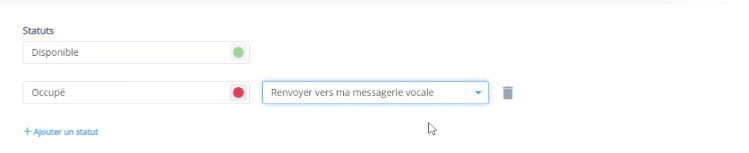 Statuts
Disponible
Occupé
Renvoyer vers ma messagerie vocale
+ Ajouter un statut